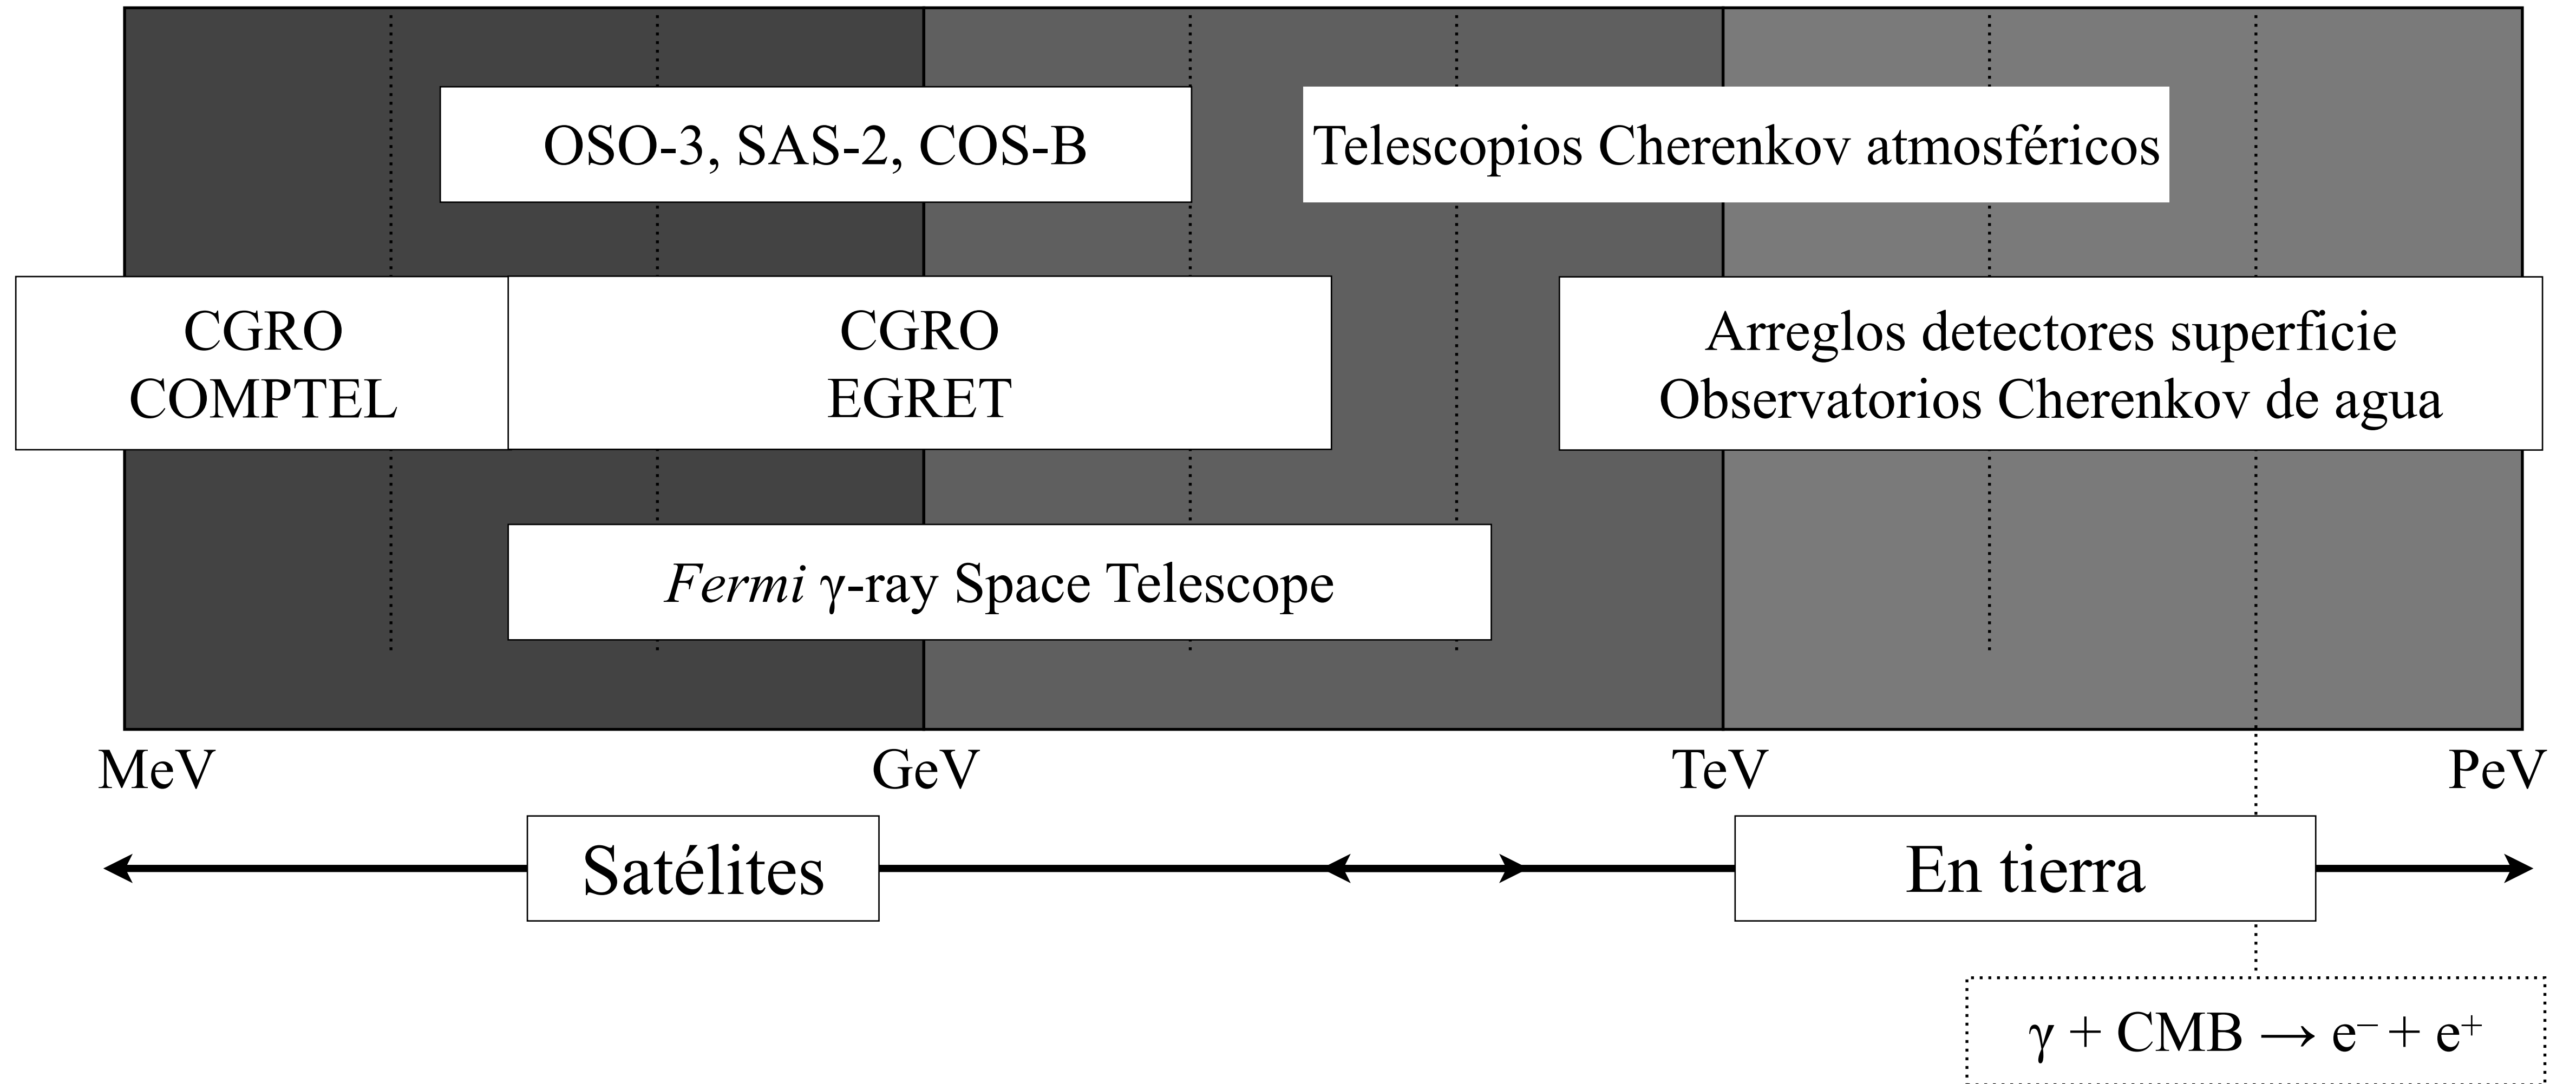 OSO-3, SAS-2, COS-B
Telescopios Cherenkov atmosféricos
CGRO
COMPTEL
CGRO
EGRET
Arreglos detectores superficie
Observatorios Cherenkov de agua
Fermi γ-ray Space Telescope
MeV
GeV
TeV
PeV
Satélites
En tierra
γ + CMB → e⁻ + e⁺